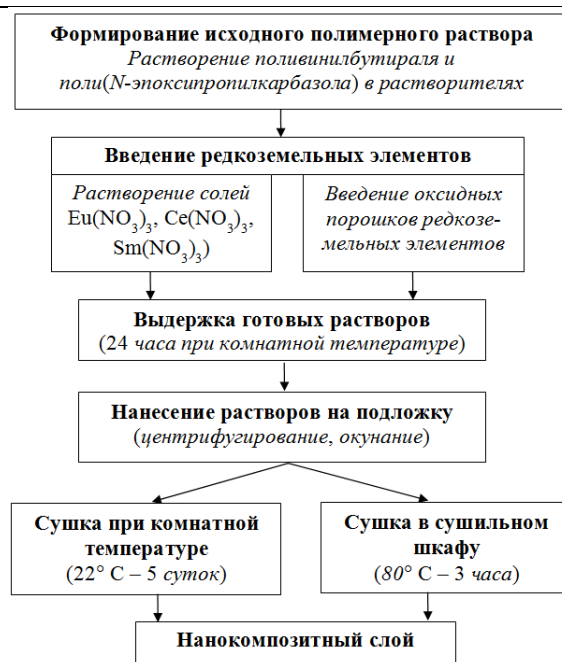 Формирование исходного полимерного раствора
Растворение поливинилбутираля и
поли(N-эпоксипропилкарбазола) в растворителях
Введение редкоземельных элементов
Растворение солей
Eu(NO₃)₃, Ce(NO₃)₃,
Sm(NO₃)₃)
Введение оксидных
порошков редкозе-
мельных элементов
Выдержка готовых растворов
(24 часа при комнатной температуре)
Нанесение растворов на подложку
(центрифугирование, окунание)
Сушка при комнатной
температуре
(22° С – 5 суток)
Сушка в сушильном
шкафу
(80° С – 3 часа)
Нанокомпозитный слой